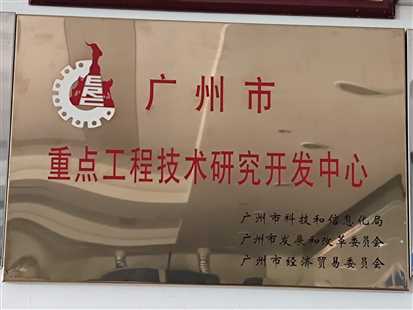 ERC
广州市
重点工程技术研究开发中心
广州市科技和信息化局
广州市发展和改革委员会
广州市经济贸易委员会